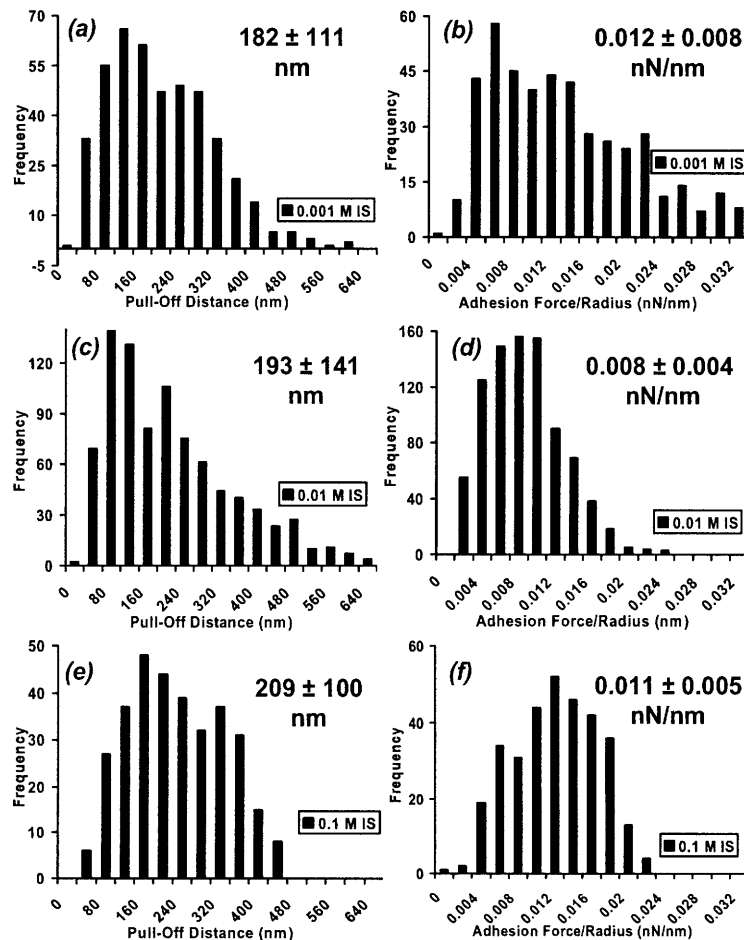 (a)
182 ± 111
nm
70
55
40
25
10
-5
Frequency
0.001 M IS
0
80
160
240
320
400
480
560
640
Pull-Off Distance (nm)
(b)
0.012 ± 0.008
nN/nm
60
45
30
15
0
Frequency
0.001 M IS
0
0.004
0.008
0.012
0.016
0.02
0.024
0.028
0.032
Adhesion Force/Radius (nN/nm)
(c)
193 ± 141
nm
120
90
60
30
0
Frequency
0.01 M IS
0
80
160
240
320
400
480
560
640
Pull-Off Distance (nm)
(d)
0.008 ± 0.004
nN/nm
160
120
80
40
0
Frequency
0.01 M IS
0
0.004
0.008
0.012
0.016
0.02
0.024
0.028
0.032
Adhesion Force/Radius (nm)
(e)
209 ± 100
nm
50
40
30
20
10
0
Frequency
0.1 M IS
0
80
160
240
320
400
480
560
640
Pull-Off Distance (nm)
(f)
0.011 ± 0.005
nN/nm
60
40
20
0
Frequency
0.1 M IS
0
0.004
0.008
0.012
0.016
0.02
0.024
0.028
0.032
Adhesion Force/Radius (nN/nm)